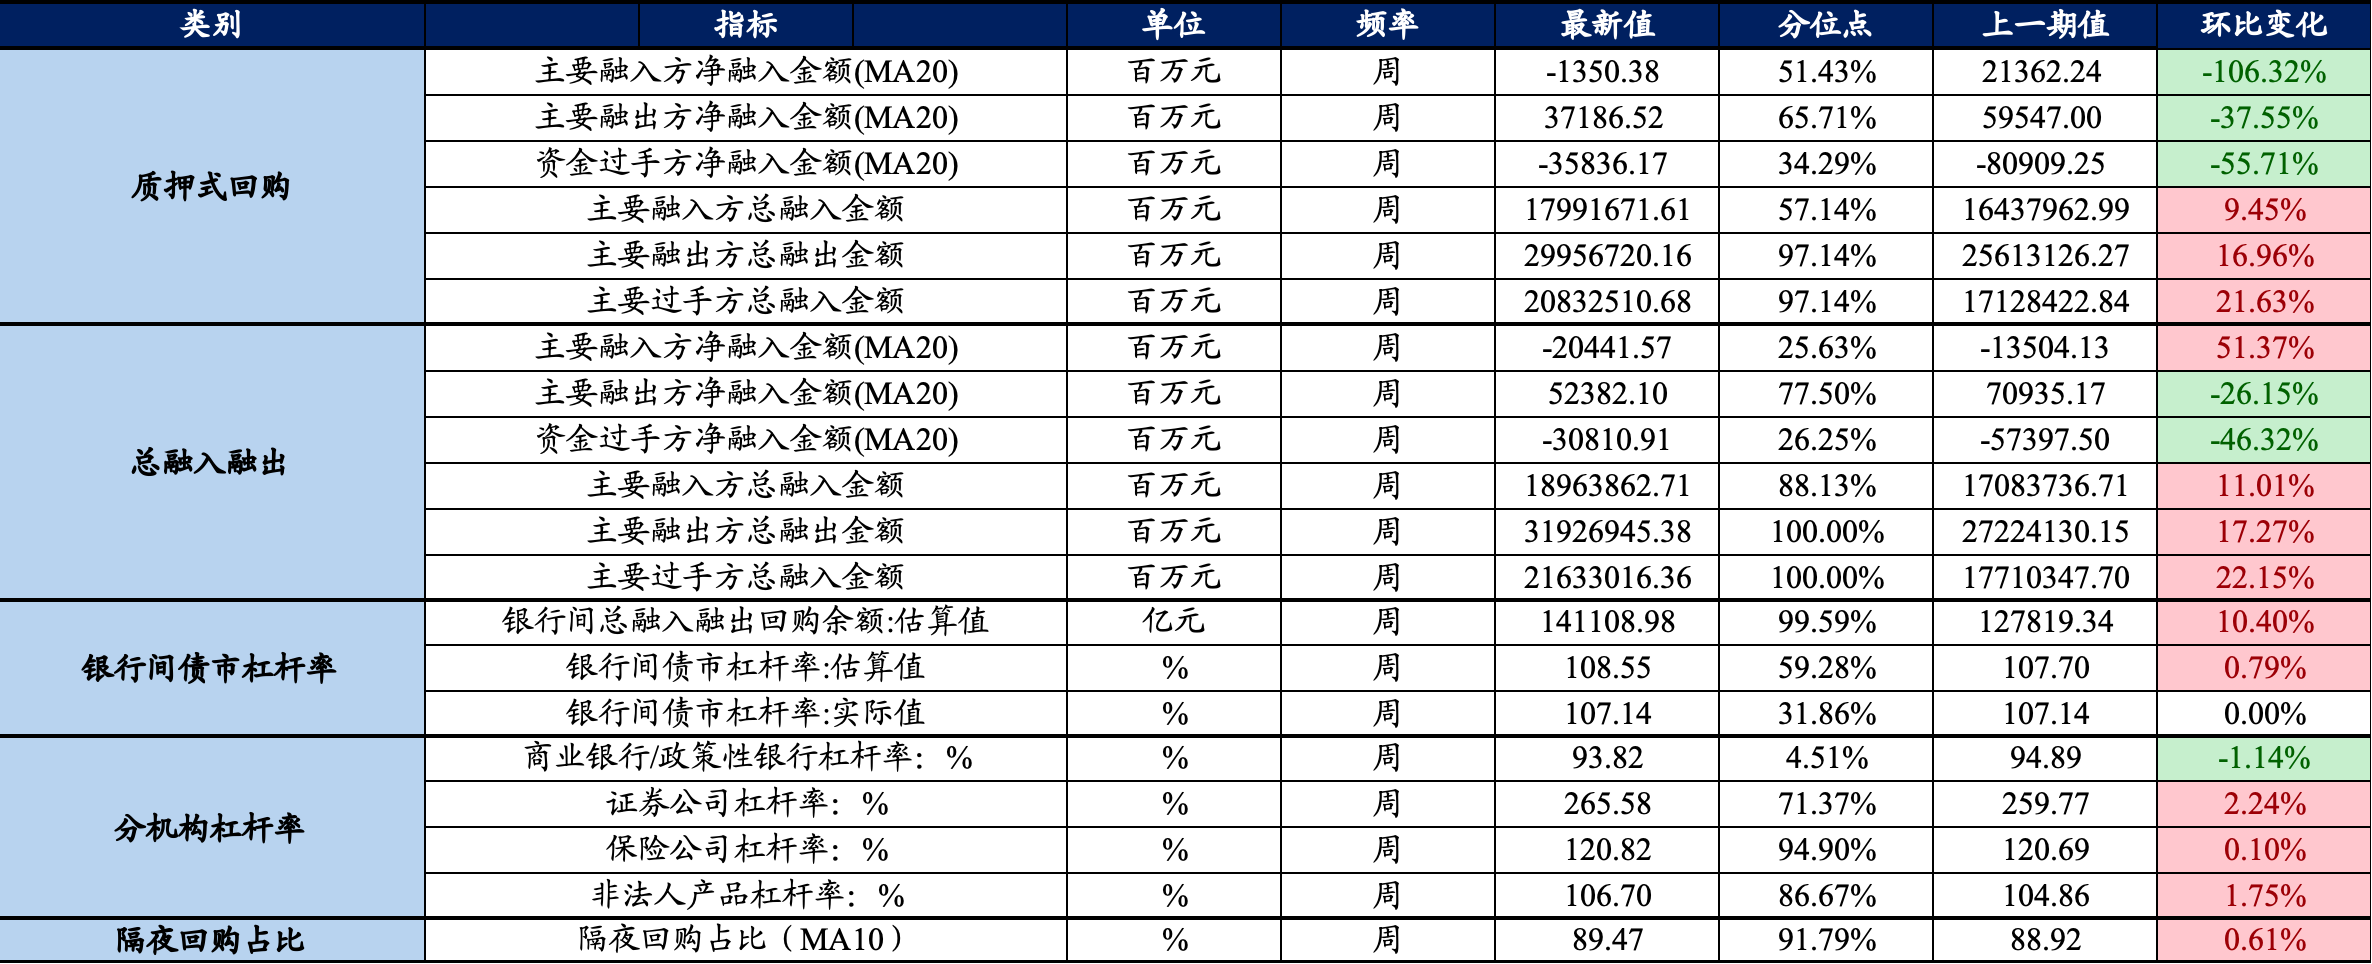 类别 指标 单位 频率 最新值 分位点 上一期值 环比变化
质押式回购
主要融入方净融入金额(MA20) 百万元 周 -1350.38 51.43% 21362.24 -106.32%
主要融出方净融入金额(MA20) 百万元 周 37186.52 65.71% 59547.00 -37.55%
资金过手方净融入金额(MA20) 百万元 周 -35836.17 34.29% -80909.25 -55.71%
主要融入方总融入金额 百万元 周 17991671.61 57.14% 16437962.99 9.45%
主要融出方总融出金额 百万元 周 29956720.16 97.14% 25613126.27 16.96%
主要过手方总融入金额 百万元 周 20832510.68 97.14% 17128422.84 21.63%
总融入融出
主要融入方净融入金额(MA20) 百万元 周 -20441.57 25.63% -13504.13 51.37%
主要融出方净融入金额(MA20) 百万元 周 52382.10 77.50% 70935.17 -26.15%
资金过手方净融入金额(MA20) 百万元 周 -30810.91 26.25% -57397.50 -46.32%
主要融入方总融入金额 百万元 周 18963862.71 88.13% 17083736.71 11.01%
主要融出方总融出金额 百万元 周 31926945.38 100.00% 27224130.15 17.27%
主要过手方总融入金额 百万元 周 21633016.36 100.00% 17710347.70 22.15%
银行间债市杠杆率
银行间总融入融出回购余额:估算值 亿元 周 141108.98 99.59% 127819.34 10.40%
银行间债市杠杆率:估算值 % 周 108.55 59.28% 107.70 0.79%
银行间债市杠杆率:实际值 % 周 107.14 31.86% 107.14 0.00%
分机构杠杆率
商业银行/政策性银行杠杆率：% % 周 93.82 4.51% 94.89 -1.14%
证券公司杠杆率：% % 周 265.58 71.37% 259.77 2.24%
保险公司杠杆率：% % 周 120.82 94.90% 120.69 0.10%
非法人产品杠杆率：% % 周 106.70 86.67% 104.86 1.75%
隔夜回购占比 隔夜回购占比（MA10） % 周 89.47 91.79% 88.92 0.61%